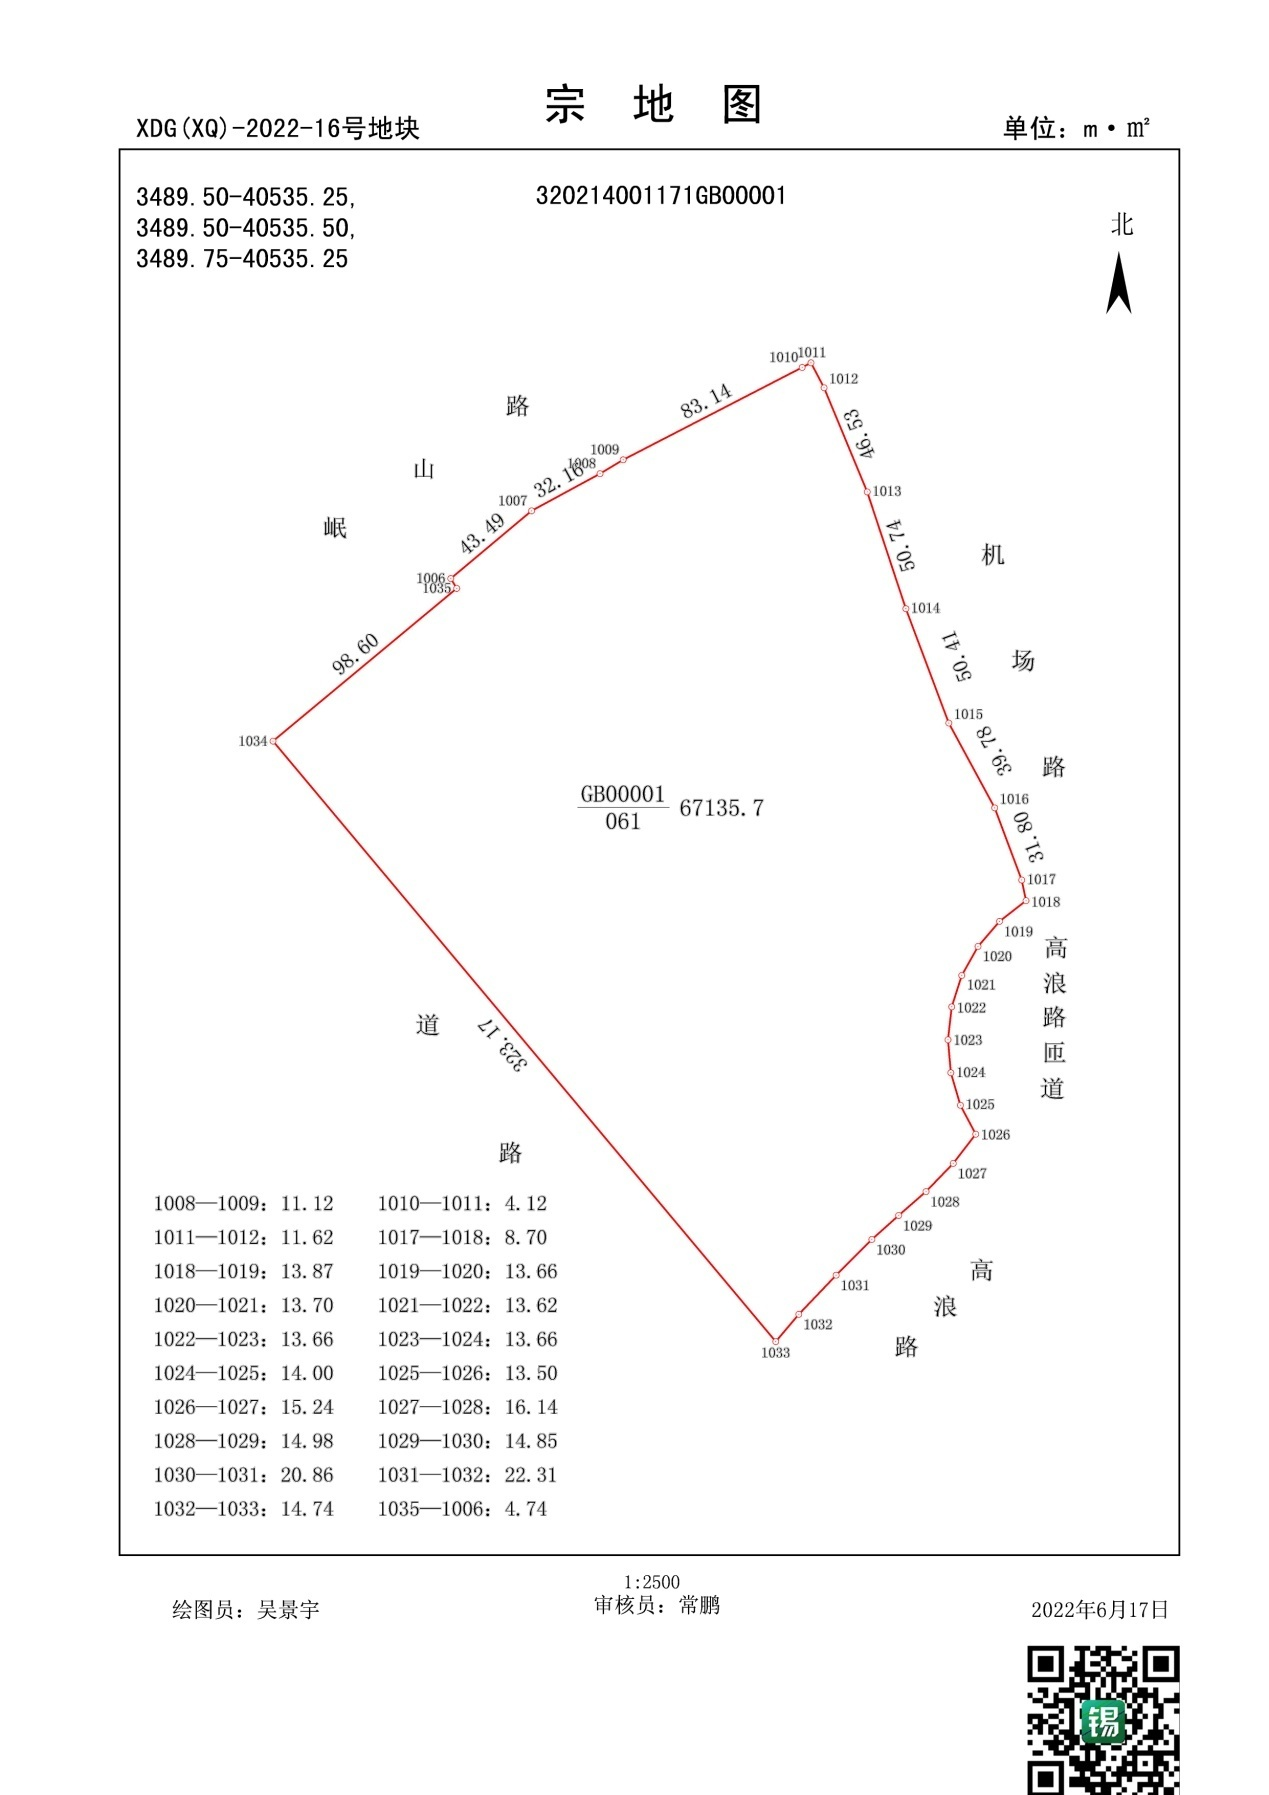 宗 地 图
XDG(XQ)-2022-16号地块
单位：m·㎡
3489.50-40535.25,
3489.50-40535.50,
3489.75-40535.25
320214001171GB00001
北
1010
1011
1012
83.14
路
46.53
1009
1008
山
32.16
1013
1007
岷
43.49
50.74
机
1006
1035
1014
98.60
50.41
场
1015
1034
39.78
路
GB00001
061
67135.7
1016
31.80
1017
1018
1019
高
浪
路
匝
道
1020
1021
1022
道
323.17
1023
1024
1025
1026
路
1027
1028
1029
1030
高
1031
浪
1032
路
1033
1008—1009：11.12 1010—1011：4.12
1011—1012：11.62 1017—1018：8.70
1018—1019：13.87 1019—1020：13.66
1020—1021：13.70 1021—1022：13.62
1022—1023：13.66 1023—1024：13.66
1024—1025：14.00 1025—1026：13.50
1026—1027：15.24 1027—1028：16.14
1028—1029：14.98 1029—1030：14.85
1030—1031：20.86 1031—1032：22.31
1032—1033：14.74 1035—1006：4.74
1:2500
绘图员：吴景宇
审核员：常鹏
2022年6月17日
锡